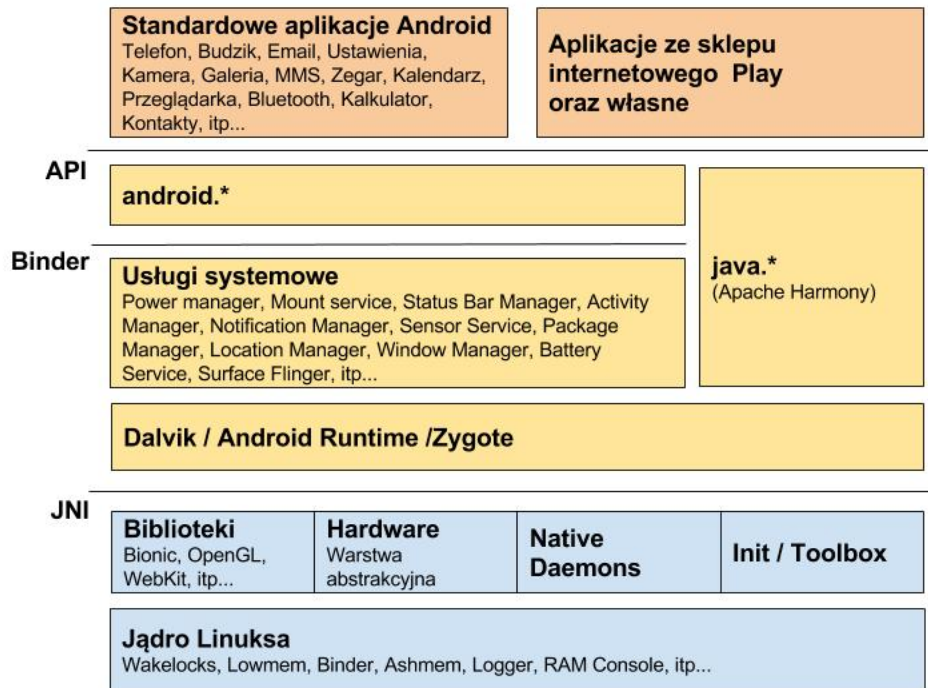 Standardowe aplikacje Android
Telefon, Budzik, Email, Ustawienia,
Kamera, Galeria, MMS, Zegar, Kalendarz,
Przeglądarka, Bluetooth, Kalkulator,
Kontakty, itp...
Aplikacje ze sklepu
internetowego Play
oraz własne
API
android.*
java.*
(Apache Harmony)
Binder
Usługi systemowe
Power manager, Mount service, Status Bar Manager, Activity
Manager, Notification Manager, Sensor Service, Package
Manager, Location Manager, Window Manager, Battery
Service, Surface Flinger, itp...
Dalvik / Android Runtime /Zygote
JNI
Biblioteki
Bionic, OpenGL,
WebKit, itp...
Hardware
Warstwa
abstrakcyjna
Native
Daemons
Init / Toolbox
Jądro Linuksa
Wakelocks, Lowmem, Binder, Ashmem, Logger, RAM Console, itp...